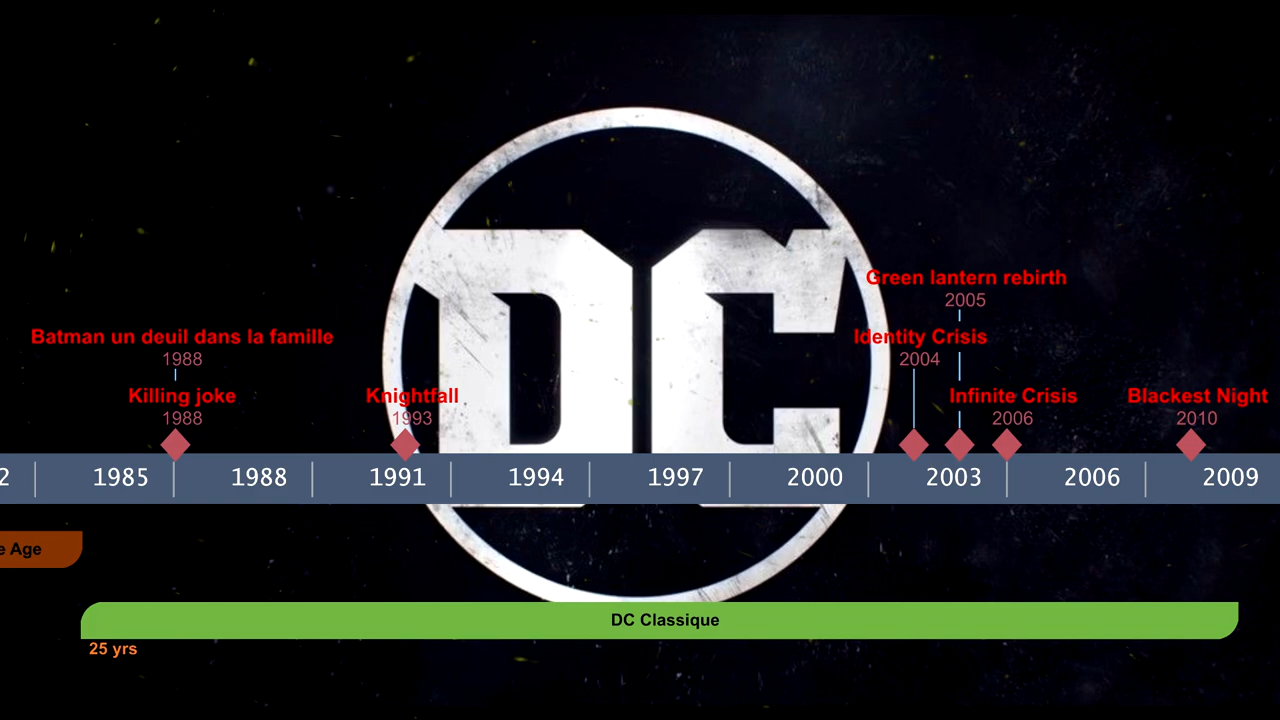 DC
Green lantern rebirth
2005
Batman un deuil dans la famille
1988
Identity Crisis
2004
Killing joke
1988
Knightfall
1993
Infinite Crisis
2006
Blackest Night
2010
2 1985 1988 1991 1994 1997 2000 2003 2006 2009
e Age
DC Classique
25 yrs